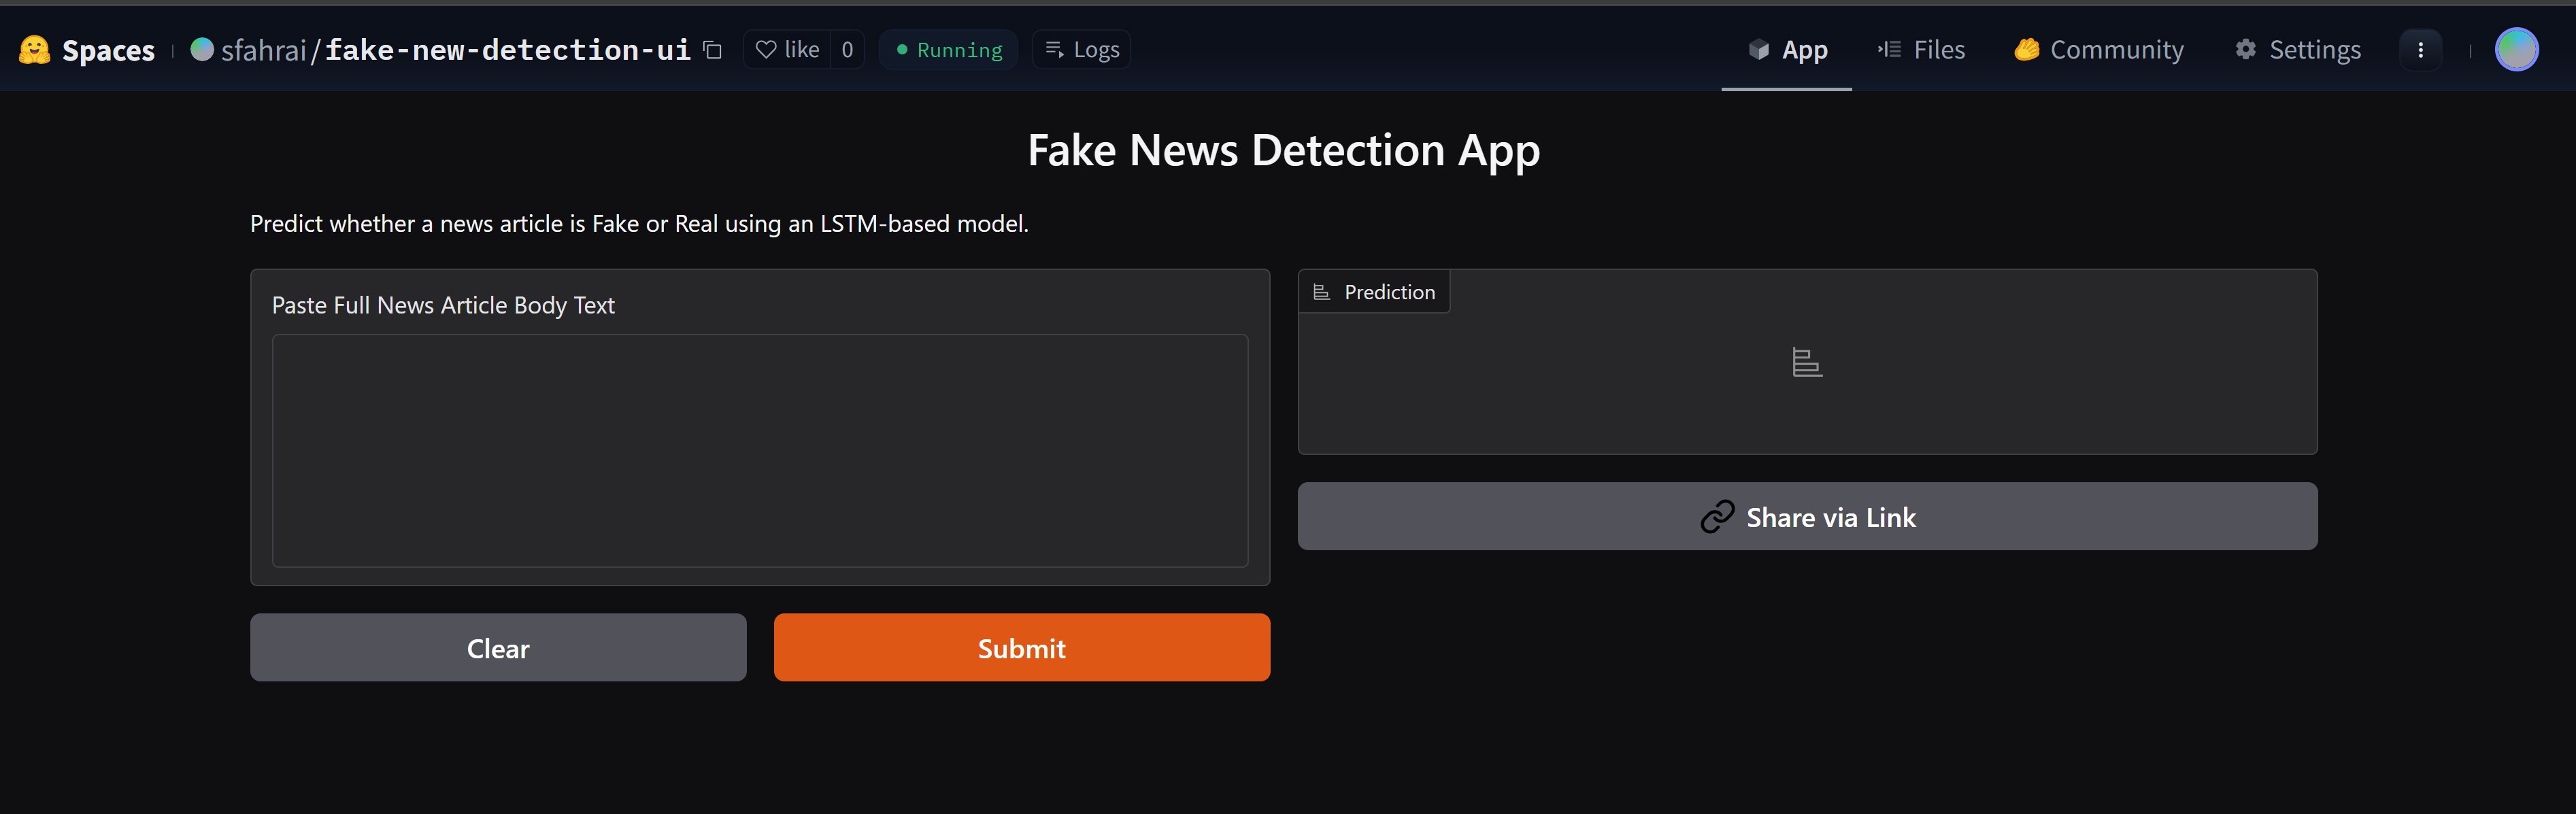 Spaces sfahrai/fake-new-detection-ui like 0 Running Logs App Files Community Settings
Fake News Detection App
Predict whether a news article is Fake or Real using an LSTM-based model.
Paste Full News Article Body Text
Prediction
Share via Link
Clear
Submit